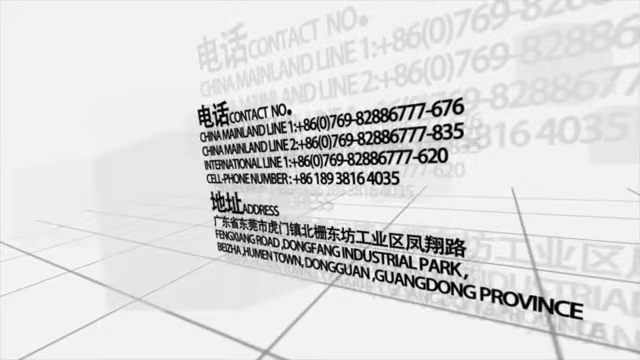 电话CONTACT NO.
CHINA MAINLAND LINE 1:+86(0)769-82886777-676
CHINA MAINLAND LINE 2:+86(0)769-82886777-835
INTERNATIONAL LINE 1:+86(0)769-82886777-620
CELL-PHONE NUMBER : +86 189 3816 4035
地址ADDRESS
广东省东莞市虎门镇北栅东坊工业区凤翔路
FENGXIANG ROAD ,DONGFANG INDUSTRIAL PARK ,
BEIZHA ,HUMEN TOWN, DONGGUAN ,GUANGDONG PROVINCE